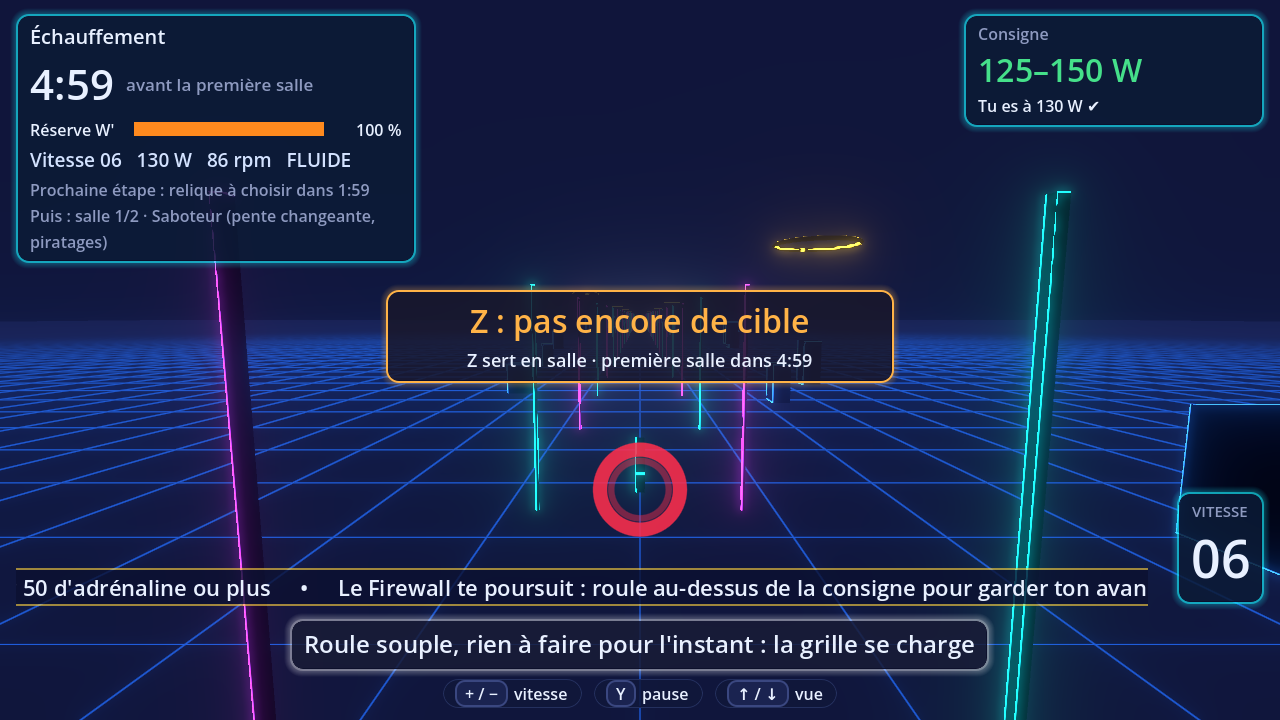 Échauffement
4:59 avant la première salle
Réserve W' 100 %
Vitesse 06 130 W 86 rpm FLUIDE
Prochaine étape : relique à choisir dans 1:59
Puis : salle 1/2 · Saboteur (pente changeante,
piratages)
Consigne
125–150 W
Tu es à 130 W ✔
Z : pas encore de cible
Z sert en salle · première salle dans 4:59
VITESSE
06
50 d'adrénaline ou plus • Le Firewall te poursuit : roule au-dessus de la consigne pour garder ton avan
Roule souple, rien à faire pour l'instant : la grille se charge
+ / − vitesse Y pause ↑ / ↓ vue